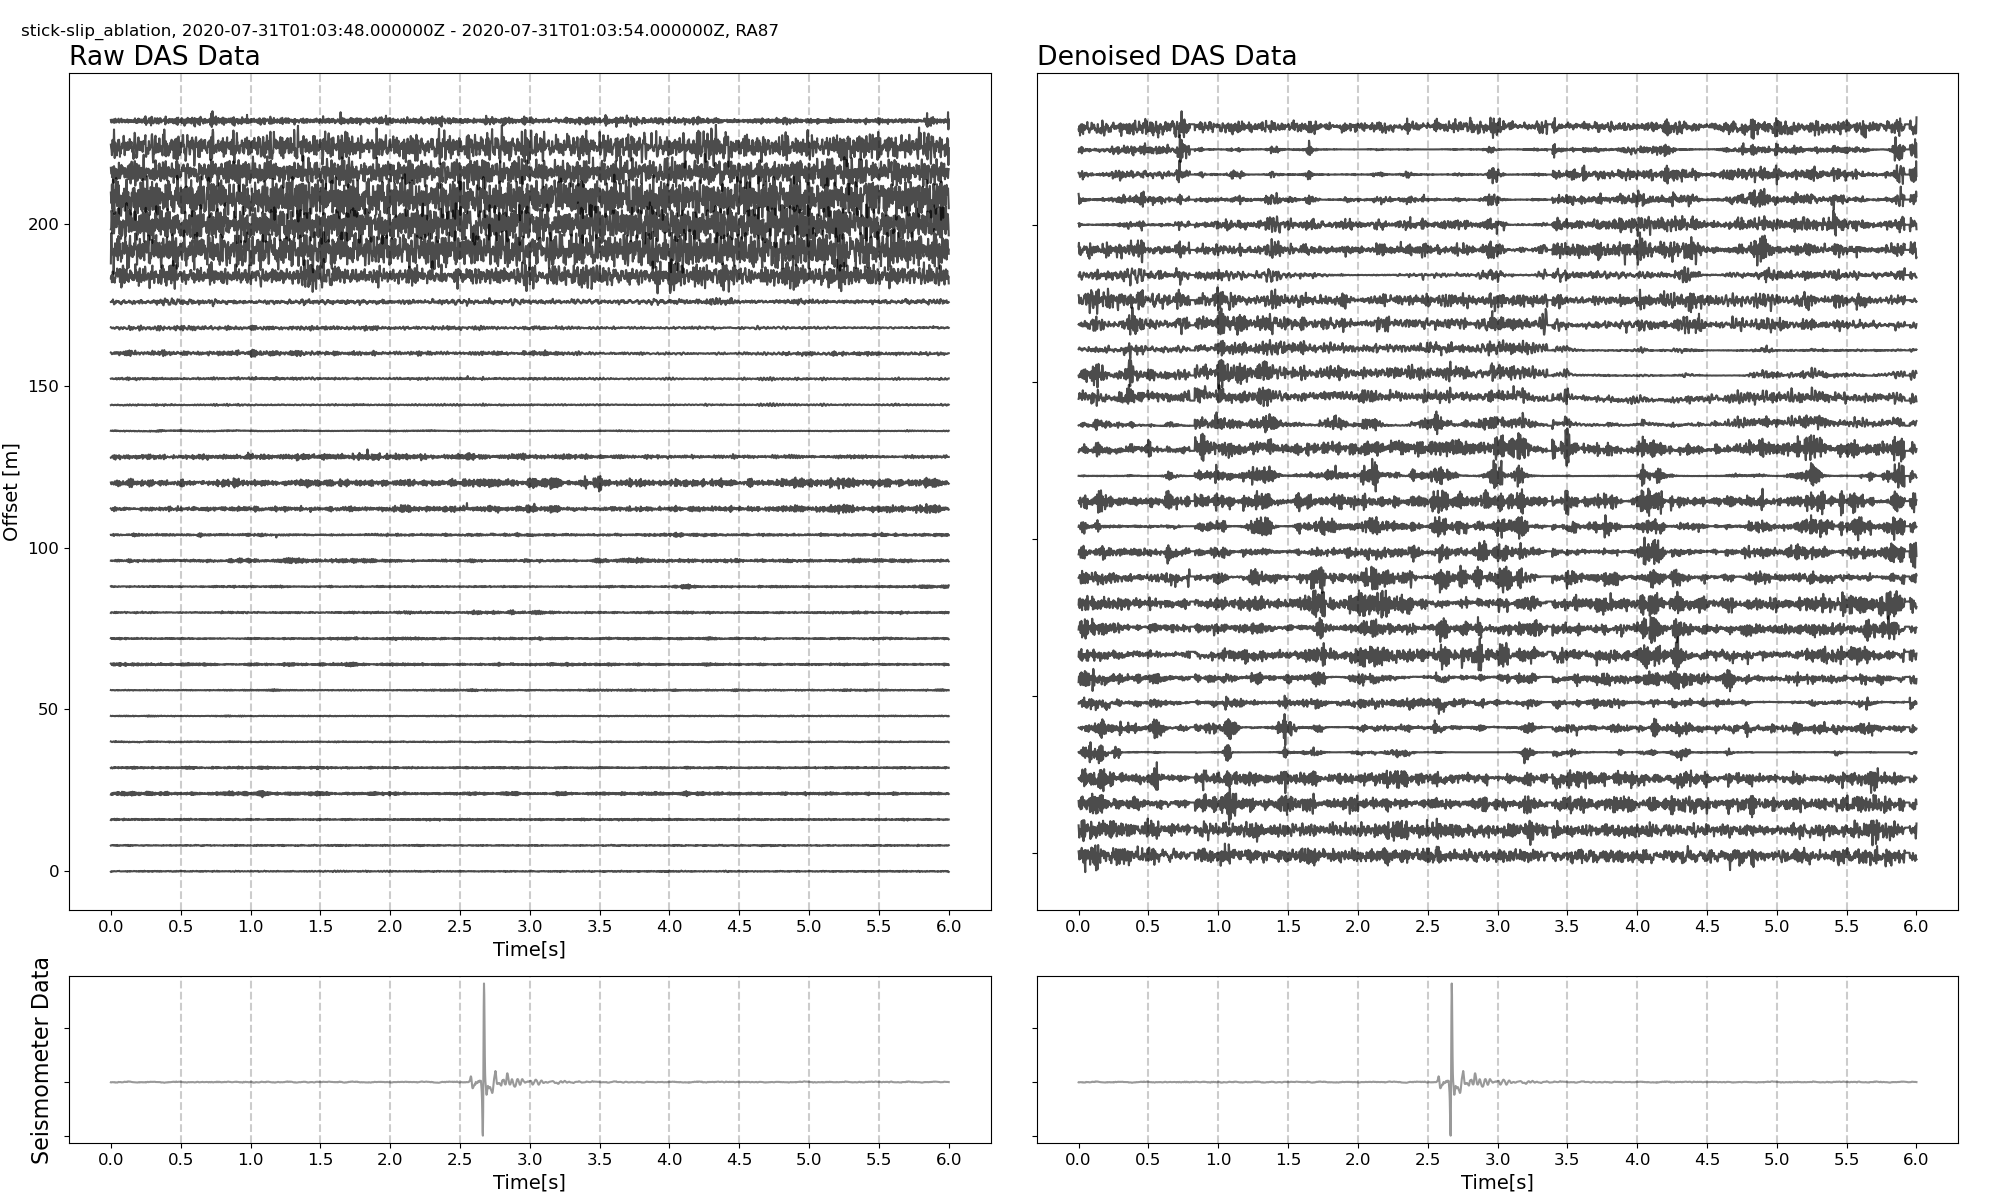 stick-slip_ablation, 2020-07-31T01:03:48.000000Z - 2020-07-31T01:03:54.000000Z, RA87
Raw DAS Data
Denoised DAS Data
Offset [m]
200
150
100
50
0
0.0 0.5 1.0 1.5 2.0 2.5 3.0 3.5 4.0 4.5 5.0 5.5 6.0
Time[s]
0.0 0.5 1.0 1.5 2.0 2.5 3.0 3.5 4.0 4.5 5.0 5.5 6.0
Seismometer Data
0.0 0.5 1.0 1.5 2.0 2.5 3.0 3.5 4.0 4.5 5.0 5.5 6.0
Time[s]
0.0 0.5 1.0 1.5 2.0 2.5 3.0 3.5 4.0 4.5 5.0 5.5 6.0
Time[s]